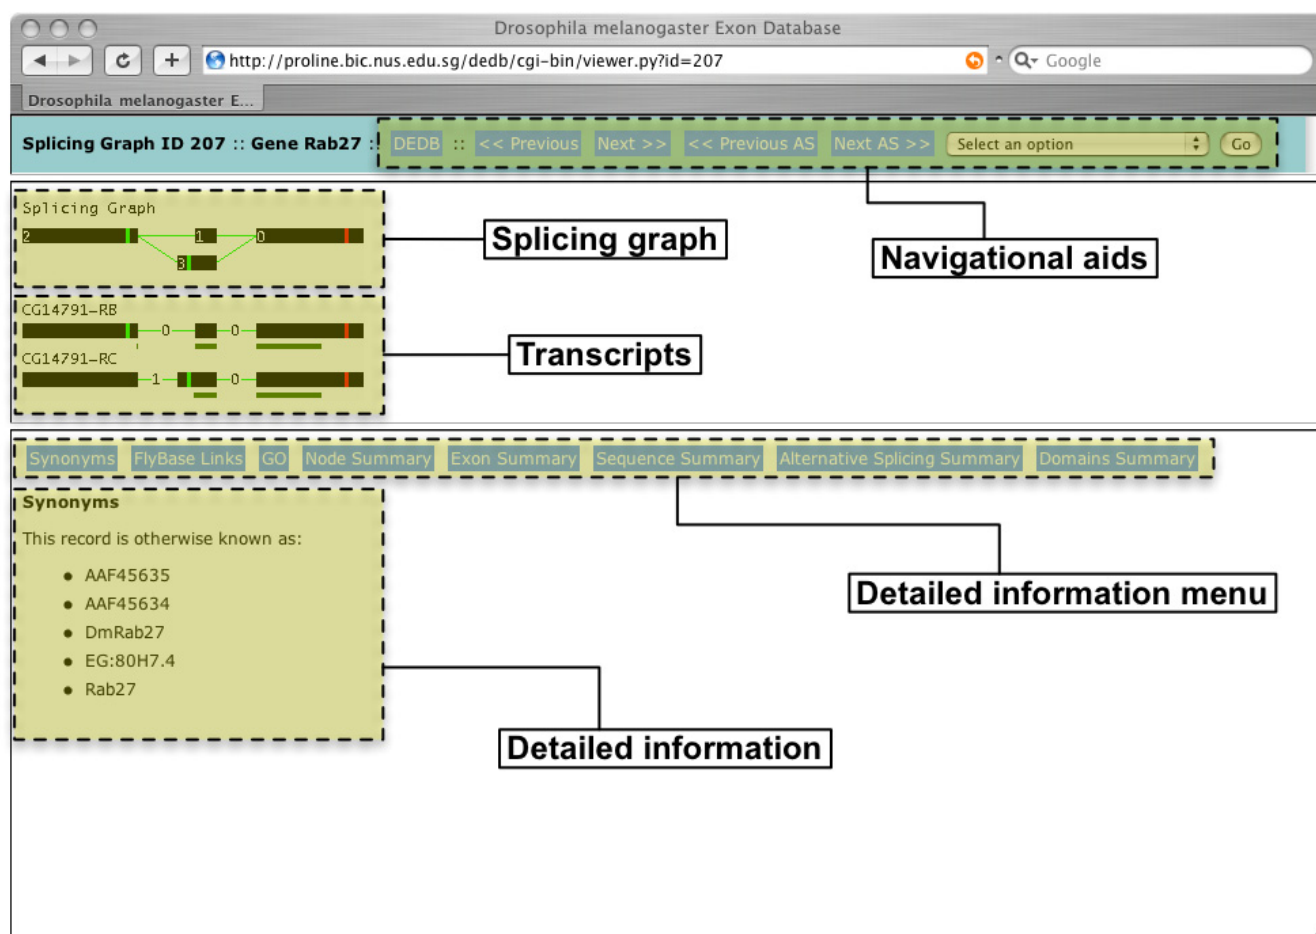 Drosophila melanogaster Exon Database
http://proline.bic.nus.edu.sg/dedb/cgi-bin/viewer.py?id=207
Google
Drosophila melanogaster E...
Splicing Graph ID 207 :: Gene Rab27 :: DEDB :: << Previous Next >> << Previous AS Next AS >> Select an option Go
Splicing Graph
2 1 0
3
Splicing graph
Navigational aids
CG14791-RB
0 0
CG14791-RC
1 0
Transcripts
Synonyms FlyBase Links GO Node Summary Exon Summary Sequence Summary Alternative Splicing Summary Domains Summary
Synonyms
This record is otherwise known as:
• AAF45635
• AAF45634
• DmRab27
• EG:80H7.4
• Rab27
Detailed information menu
Detailed information